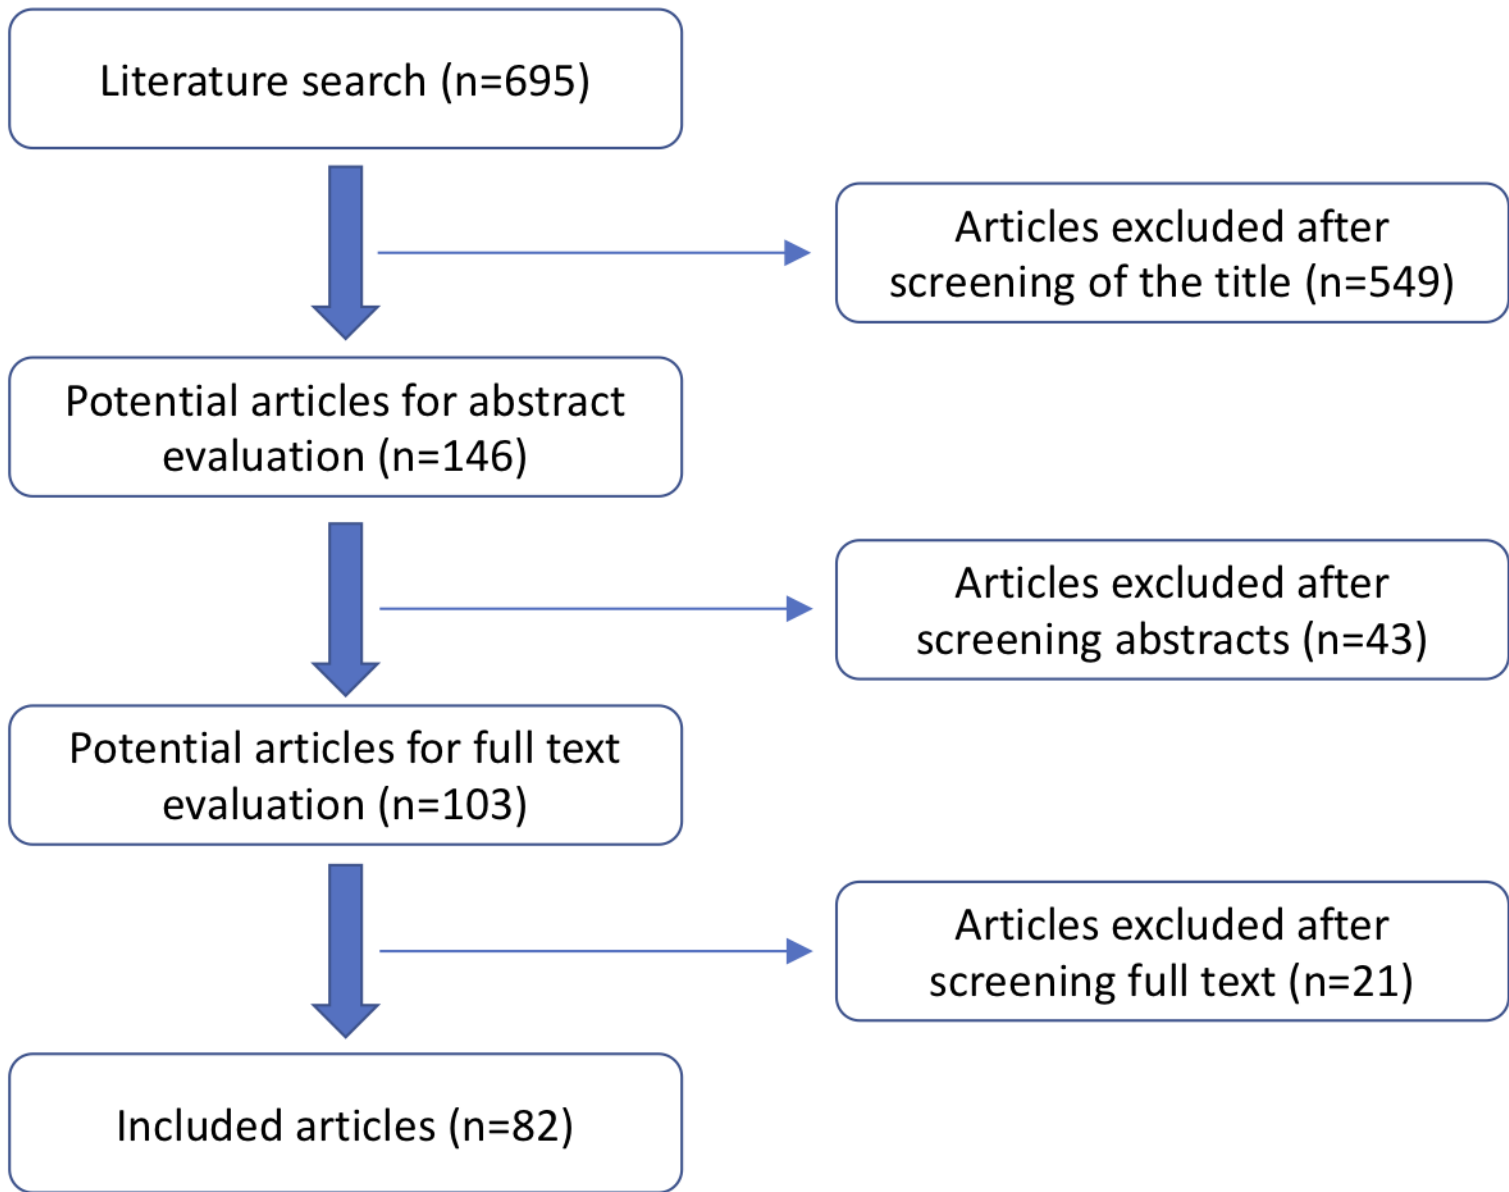 Literature search (n=695)
Articles excluded after
screening of the title (n=549)
Potential articles for abstract
evaluation (n=146)
Articles excluded after
screening abstracts (n=43)
Potential articles for full text
evaluation (n=103)
Articles excluded after
screening full text (n=21)
Included articles (n=82)